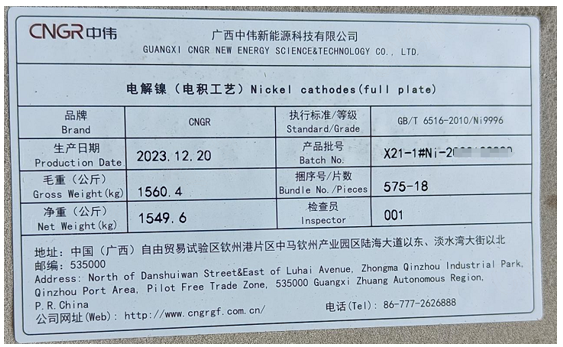 CNGR中伟
广西中伟新能源科技有限公司
GUANGXI CNGR NEW ENERGY SCIENCE&TECHNOLOGY CO., LTD.
电解镍（电积工艺）Nickel cathodes(full plate)
品牌 Brand CNGR 执行标准/等级 Standard/Grade GB/T 6516-2010/Ni9996
生产日期 Production Date 2023.12.20 产品批号 Batch No. X21-1#Ni-2
毛重（公斤） Gross Weight(kg) 1560.4 捆序号/片数 Bundle No./Pieces 575-18
净重（公斤） Net Weight(kg) 1549.6 检查员 Inspector 001
地址: 中国（广西）自由贸易试验区钦州港片区中马钦州产业园区陆海大道以东、淡水湾大街以北
邮编: 535000
Address: North of Danshuiwan Street&East of Luhai Avenue, Zhongma Qinzhou Industrial Park,
Qinzhou Port Area, Pilot Free Trade Zone, 535000 Guangxi Zhuang Autonomous Region,
P.R.China
公司网址(Web): http://www.cngrgf.com.cn/ 电话(Tel): 86-777-2626888